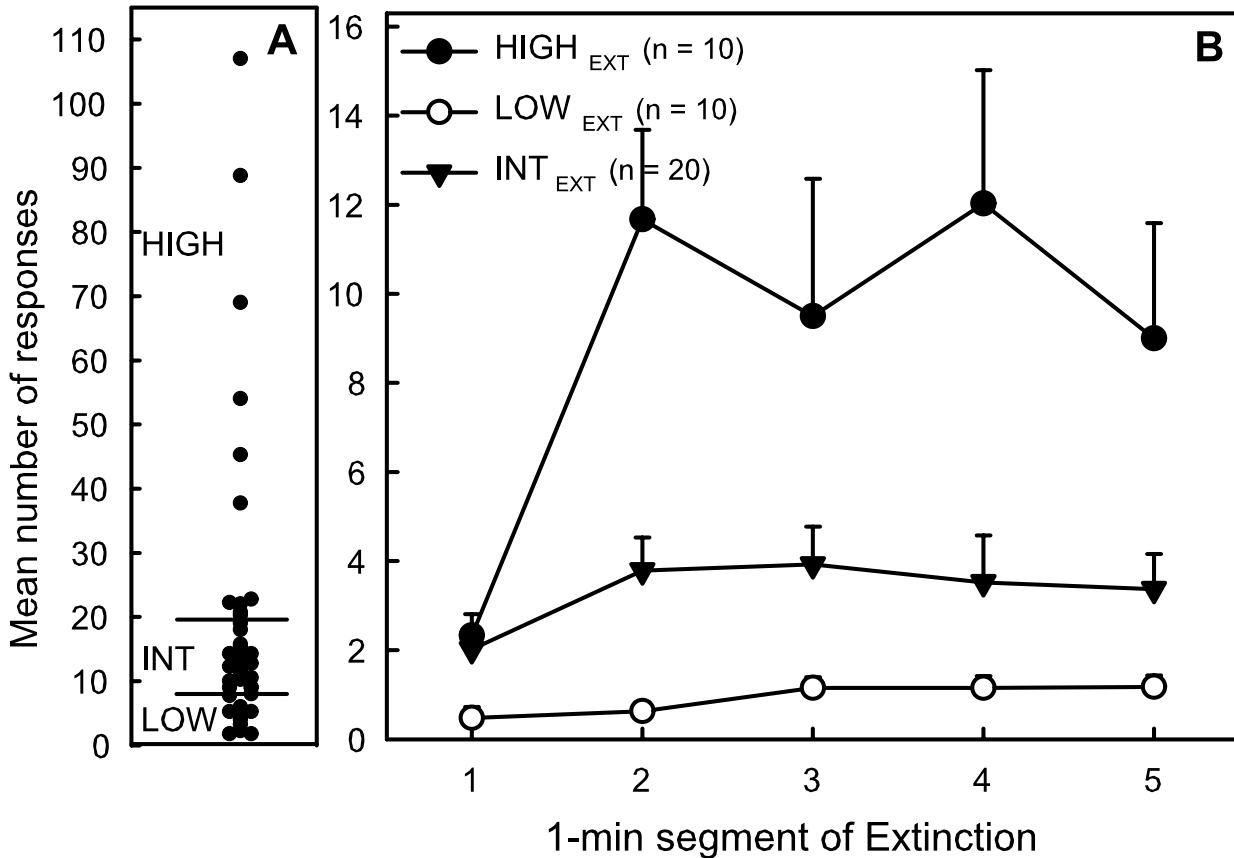 Mean number of responses
A
110
100
90
80
70
60
50
40
30
20
10
0
HIGH
INT
LOW
B
16
14
12
10
8
6
4
2
0
HIGH EXT (n = 10)
LOW EXT (n = 10)
INT EXT (n = 20)
1 2 3 4 5
1-min segment of Extinction